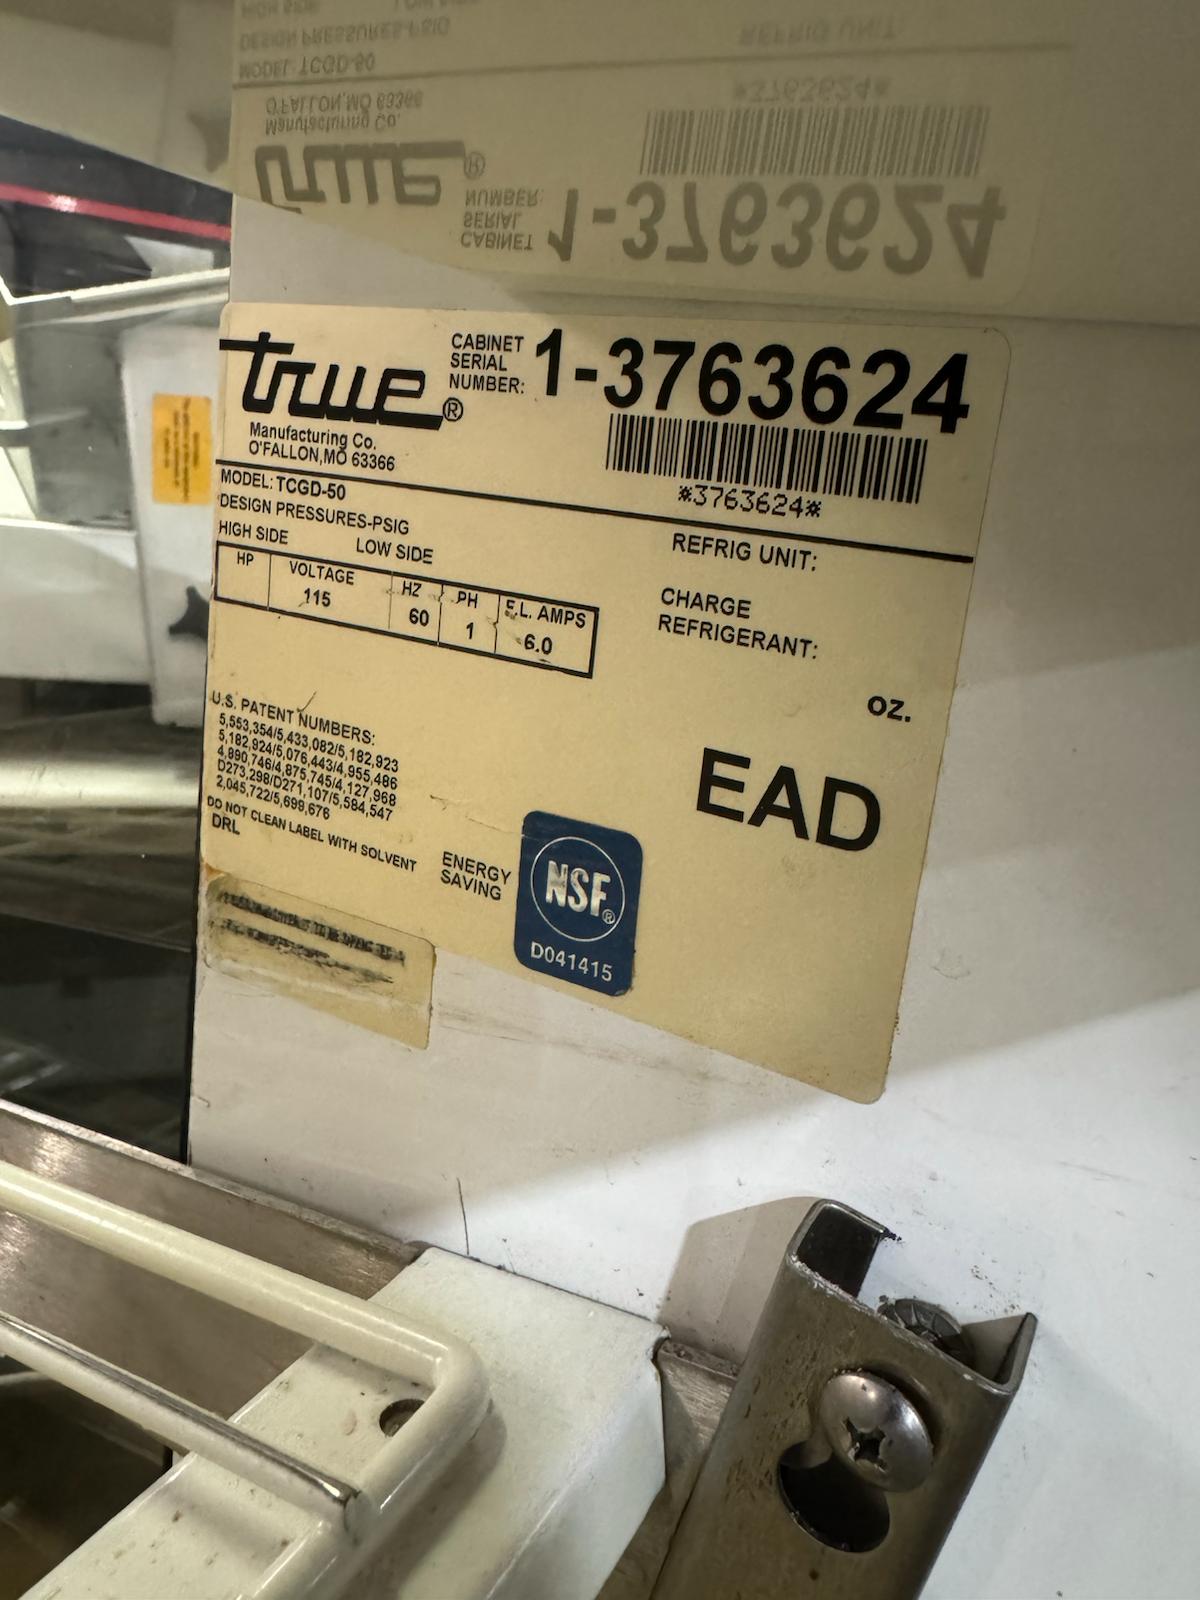 true®
Manufacturing Co.
O'FALLON,MO 63366
CABINET
SERIAL
NUMBER:
1-3763624
*3763624*
MODEL: TCGD-50
DESIGN PRESSURES-PSIG
HIGH SIDE LOW SIDE
HP VOLTAGE HZ PH F.L. AMPS
115 60 1 6.0
REFRIG UNIT:
CHARGE
REFRIGERANT:
OZ.
EAD
U.S. PATENT NUMBERS:
5,553,354/5,433,082/5,182,923
5,182,924/5,076,443/4,955,486
4,890,746/4,875,745/4,127,968
D273,298/D271,107/5,584,547
2,045,722/5,699,676
DO NOT CLEAN LABEL WITH SOLVENT
DRL
ENERGY
SAVING
NSF®
D041415